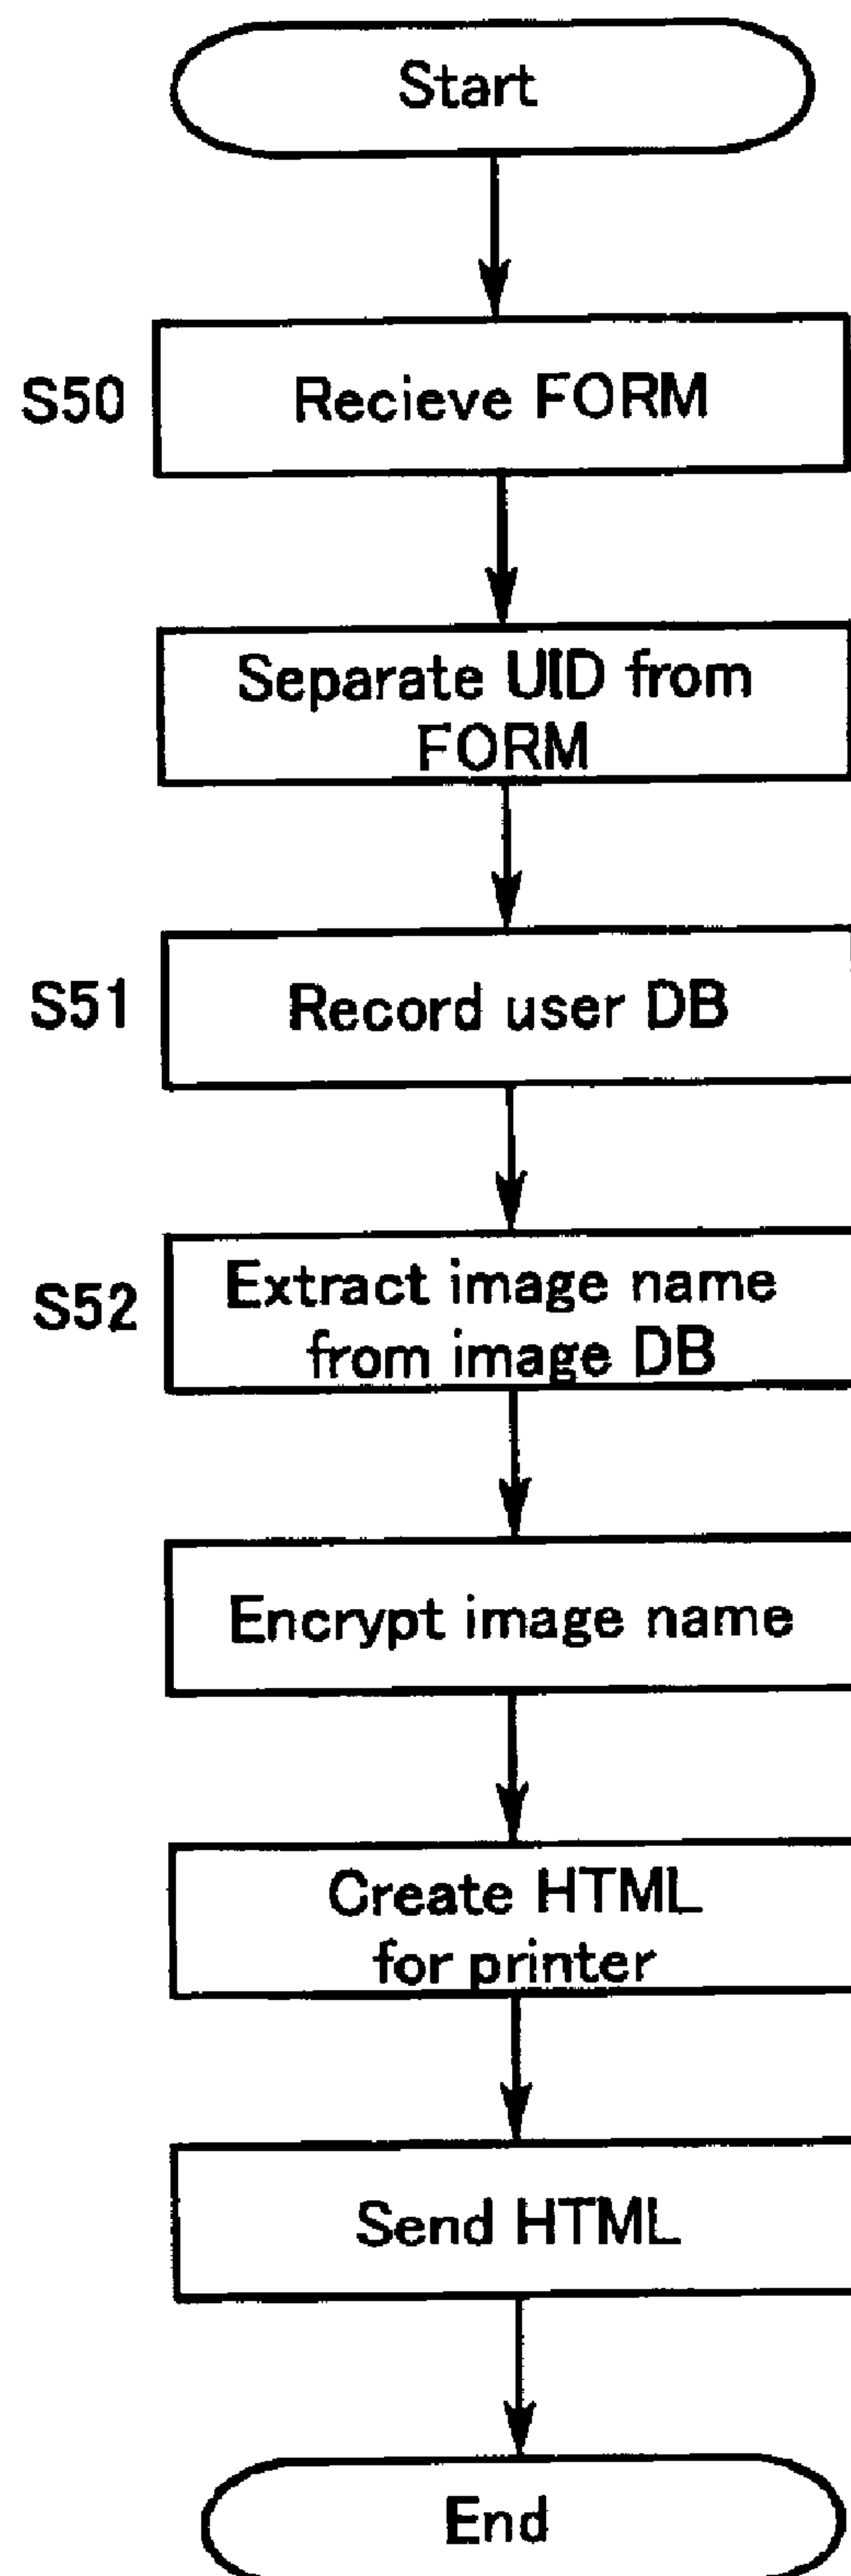 Start
S50
Recieve FORM
Separate UID from
FORM
S51
Record user DB
S52
Extract image name
from image DB
Encrypt image name
Create HTML
for printer
Send HTML
End